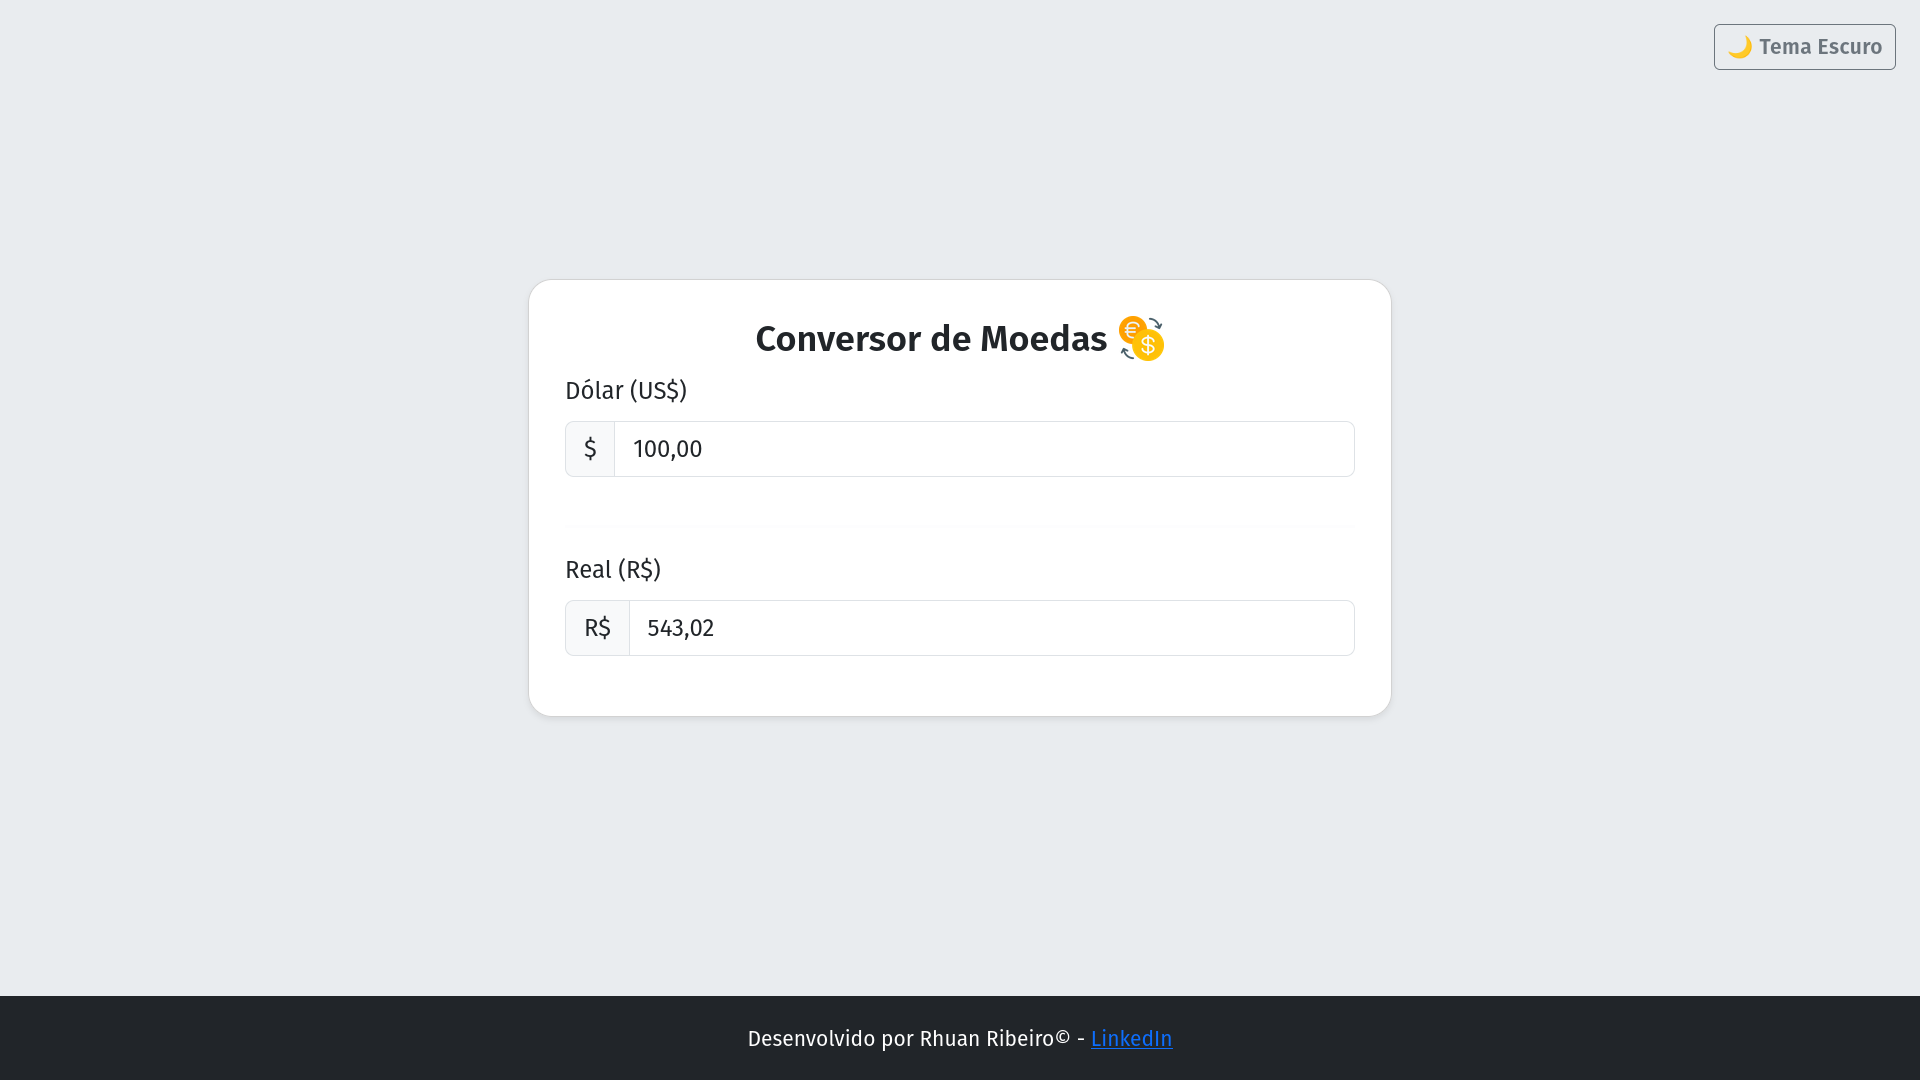 🌙 Tema Escuro
Conversor de Moedas
Dólar (US$)
$ 100,00
Real (R$)
R$ 543,02
Desenvolvido por Rhuan Ribeiro© - LinkedIn